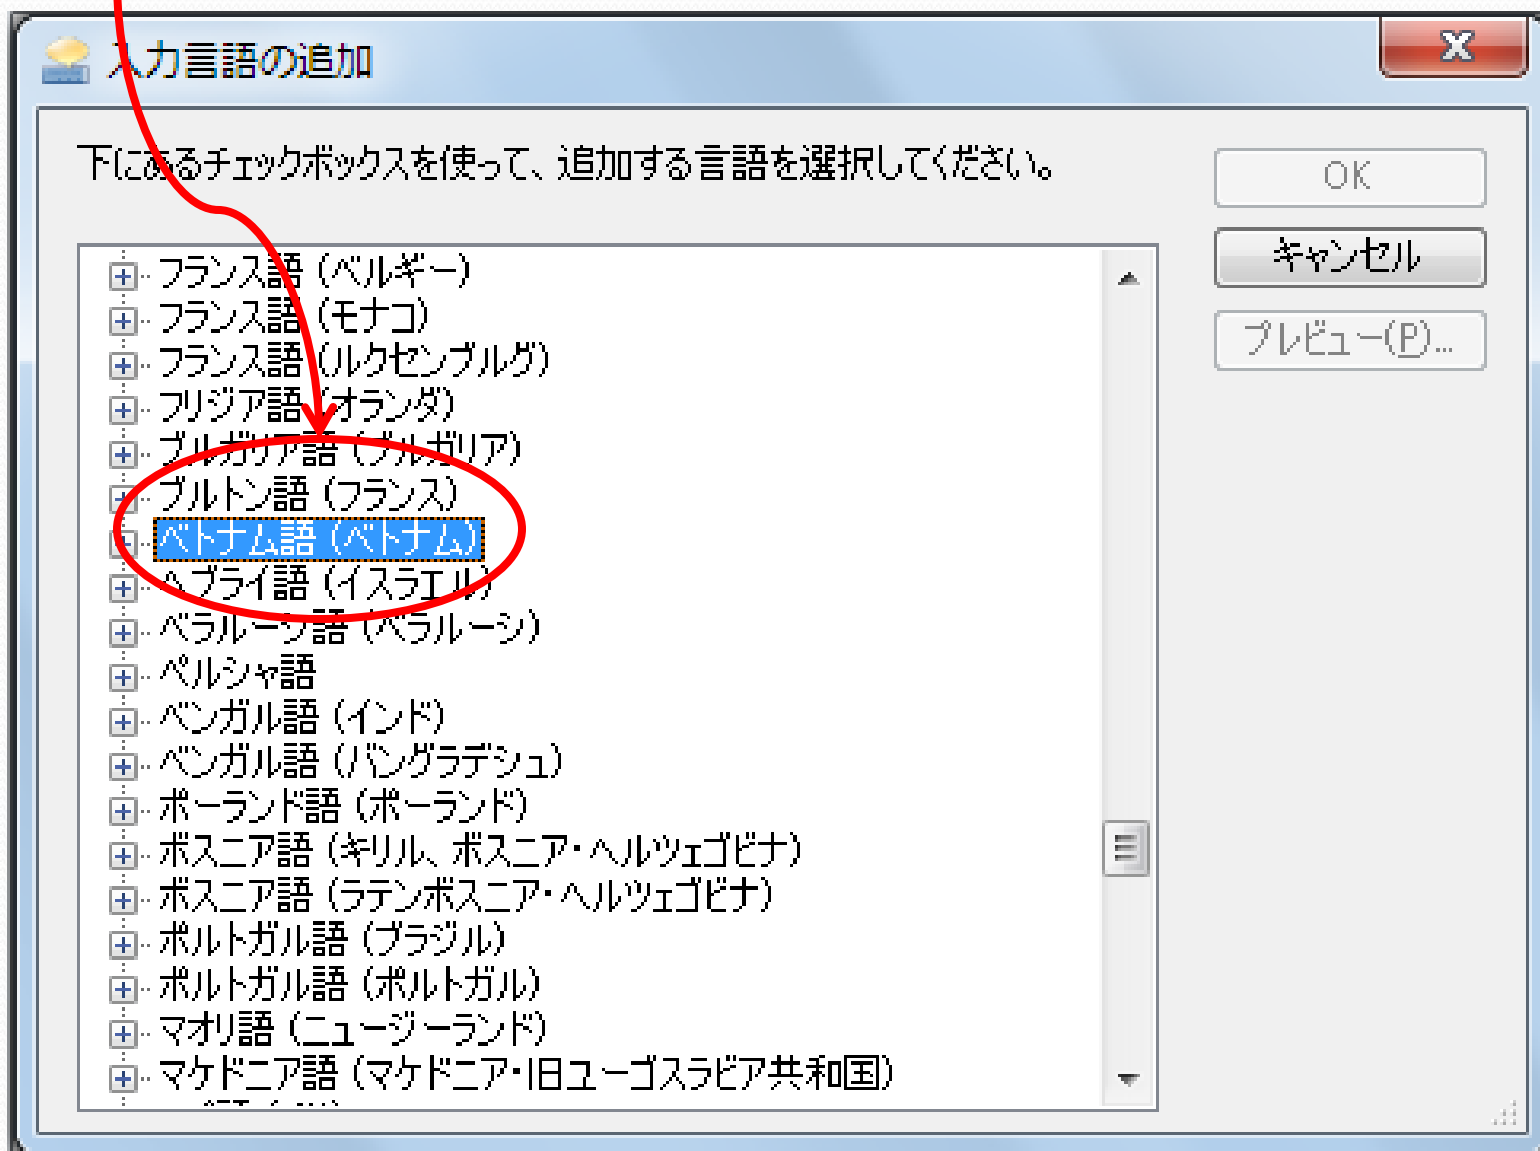 入力言語の追加
下にあるチェックボックスを使って、追加する言語を選択してください。
OK
キャンセル
プレビュー(P)...
フランス語 (ベルギー)
フランス語 (モナコ)
フランス語 (ルクセンブルグ)
フリジア語 (オランダ)
ブルガリア語 (ブルガリア)
ブルトン語 (フランス)
ベトナム語 (ベトナム)
ヘブライ語 (イスラエル)
ベラルーシ語 (ベラルーシ)
ペルシャ語
ベンガル語 (インド)
ベンガル語 (バングラデシュ)
ポーランド語 (ポーランド)
ボスニア語 (キリル、ボスニア・ヘルツェゴビナ)
ボスニア語 (ラテンボスニア・ヘルツェゴビナ)
ポルトガル語 (ブラジル)
ポルトガル語 (ポルトガル)
マオリ語 (ニュージーランド)
マケドニア語 (マケドニア・旧ユーゴスラビア共和国)